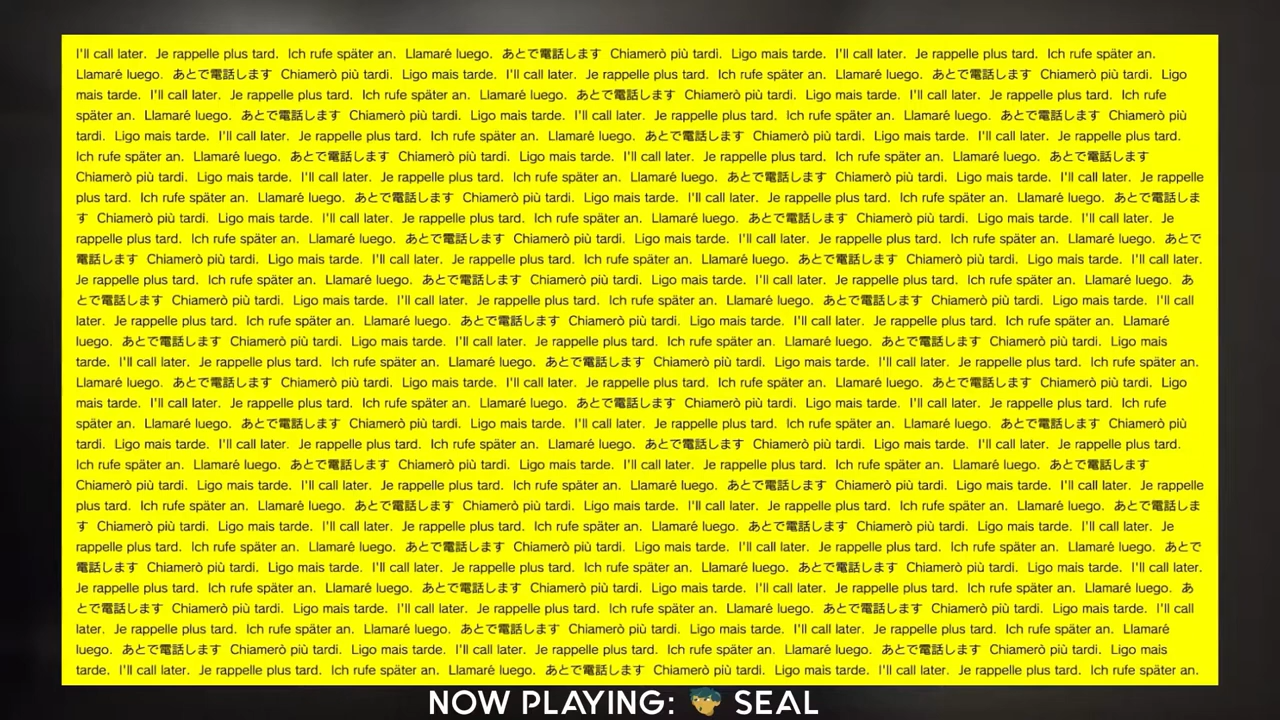 I'll call later. Je rappelle plus tard. Ich rufe später an. Llamaré luego. あとで電話します Chiamerò più tardi. Ligo mais tarde. I'll call later. Je rappelle plus tard. Ich rufe später an.
Llamaré luego. あとで電話します Chiamerò più tardi. Ligo mais tarde. I'll call later. Je rappelle plus tard. Ich rufe später an. Llamaré luego. あとで電話します Chiamerò più tardi. Ligo
mais tarde. I'll call later. Je rappelle plus tard. Ich rufe später an. Llamaré luego. あとで電話します Chiamerò più tardi. Ligo mais tarde. I'll call later. Je rappelle plus tard. Ich rufe
später an. Llamaré luego. あとで電話します Chiamerò più tardi. Ligo mais tarde. I'll call later. Je rappelle plus tard. Ich rufe später an. Llamaré luego. あとで電話します Chiamerò più
tardi. Ligo mais tarde. I'll call later. Je rappelle plus tard. Ich rufe später an. Llamaré luego. あとで電話します Chiamerò più tardi. Ligo mais tarde. I'll call later. Je rappelle plus tard.
Ich rufe später an. Llamaré luego. あとで電話します Chiamerò più tardi. Ligo mais tarde. I'll call later. Je rappelle plus tard. Ich rufe später an. Llamaré luego. あとで電話します
Chiamerò più tardi. Ligo mais tarde. I'll call later. Je rappelle plus tard. Ich rufe später an. Llamaré luego. あとで電話します Chiamerò più tardi. Ligo mais tarde. I'll call later. Je rappelle
plus tard. Ich rufe später an. Llamaré luego. あとで電話します Chiamerò più tardi. Ligo mais tarde. I'll call later. Je rappelle plus tard. Ich rufe später an. Llamaré luego. あとで電話しま
す Chiamerò più tardi. Ligo mais tarde. I'll call later. Je rappelle plus tard. Ich rufe später an. Llamaré luego. あとで電話します Chiamerò più tardi. Ligo mais tarde. I'll call later. Je
rappelle plus tard. Ich rufe später an. Llamaré luego. あとで電話します Chiamerò più tardi. Ligo mais tarde. I'll call later. Je rappelle plus tard. Ich rufe später an. Llamaré luego. あとで
電話します Chiamerò più tardi. Ligo mais tarde. I'll call later. Je rappelle plus tard. Ich rufe später an. Llamaré luego. あとで電話します Chiamerò più tardi. Ligo mais tarde. I'll call later.
Je rappelle plus tard. Ich rufe später an. Llamaré luego. あとで電話します Chiamerò più tardi. Ligo mais tarde. I'll call later. Je rappelle plus tard. Ich rufe später an. Llamaré luego. あ
とで電話します Chiamerò più tardi. Ligo mais tarde. I'll call later. Je rappelle plus tard. Ich rufe später an. Llamaré luego. あとで電話します Chiamerò più tardi. Ligo mais tarde. I'll call
later. Je rappelle plus tard. Ich rufe später an. Llamaré luego. あとで電話します Chiamerò più tardi. Ligo mais tarde. I'll call later. Je rappelle plus tard. Ich rufe später an. Llamaré
luego. あとで電話します Chiamerò più tardi. Ligo mais tarde. I'll call later. Je rappelle plus tard. Ich rufe später an. Llamaré luego. あとで電話します Chiamerò più tardi. Ligo mais
tarde. I'll call later. Je rappelle plus tard. Ich rufe später an. Llamaré luego. あとで電話します Chiamerò più tardi. Ligo mais tarde. I'll call later. Je rappelle plus tard. Ich rufe später an.
Llamaré luego. あとで電話します Chiamerò più tardi. Ligo mais tarde. I'll call later. Je rappelle plus tard. Ich rufe später an. Llamaré luego. あとで電話します Chiamerò più tardi. Ligo
mais tarde. I'll call later. Je rappelle plus tard. Ich rufe später an. Llamaré luego. あとで電話します Chiamerò più tardi. Ligo mais tarde. I'll call later. Je rappelle plus tard. Ich rufe
später an. Llamaré luego. あとで電話します Chiamerò più tardi. Ligo mais tarde. I'll call later. Je rappelle plus tard. Ich rufe später an. Llamaré luego. あとで電話します Chiamerò più
tardi. Ligo mais tarde. I'll call later. Je rappelle plus tard. Ich rufe später an. Llamaré luego. あとで電話します Chiamerò più tardi. Ligo mais tarde. I'll call later. Je rappelle plus tard.
Ich rufe später an. Llamaré luego. あとで電話します Chiamerò più tardi. Ligo mais tarde. I'll call later. Je rappelle plus tard. Ich rufe später an. Llamaré luego. あとで電話します
Chiamerò più tardi. Ligo mais tarde. I'll call later. Je rappelle plus tard. Ich rufe später an. Llamaré luego. あとで電話します Chiamerò più tardi. Ligo mais tarde. I'll call later. Je rappelle
plus tard. Ich rufe später an. Llamaré luego. あとで電話します Chiamerò più tardi. Ligo mais tarde. I'll call later. Je rappelle plus tard. Ich rufe später an. Llamaré luego. あとで電話しま
す Chiamerò più tardi. Ligo mais tarde. I'll call later. Je rappelle plus tard. Ich rufe später an. Llamaré luego. あとで電話します Chiamerò più tardi. Ligo mais tarde. I'll call later. Je
rappelle plus tard. Ich rufe später an. Llamaré luego. あとで電話します Chiamerò più tardi. Ligo mais tarde. I'll call later. Je rappelle plus tard. Ich rufe später an. Llamaré luego. あとで
電話します Chiamerò più tardi. Ligo mais tarde. I'll call later. Je rappelle plus tard. Ich rufe später an. Llamaré luego. あとで電話します Chiamerò più tardi. Ligo mais tarde. I'll call later.
Je rappelle plus tard. Ich rufe später an. Llamaré luego. あとで電話します Chiamerò più tardi. Ligo mais tarde. I'll call later. Je rappelle plus tard. Ich rufe später an. Llamaré luego. あ
とで電話します Chiamerò più tardi. Ligo mais tarde. I'll call later. Je rappelle plus tard. Ich rufe später an. Llamaré luego. あとで電話します Chiamerò più tardi. Ligo mais tarde. I'll call
later. Je rappelle plus tard. Ich rufe später an. Llamaré luego. あとで電話します Chiamerò più tardi. Ligo mais tarde. I'll call later. Je rappelle plus tard. Ich rufe später an. Llamaré
luego. あとで電話します Chiamerò più tardi. Ligo mais tarde. I'll call later. Je rappelle plus tard. Ich rufe später an. Llamaré luego. あとで電話します Chiamerò più tardi. Ligo mais
tarde. I'll call later. Je rappelle plus tard. Ich rufe später an. Llamaré luego. あとで電話します Chiamerò più tardi. Ligo mais tarde. I'll call later. Je rappelle plus tard. Ich rufe später an.
NOW PLAYING: SEAL